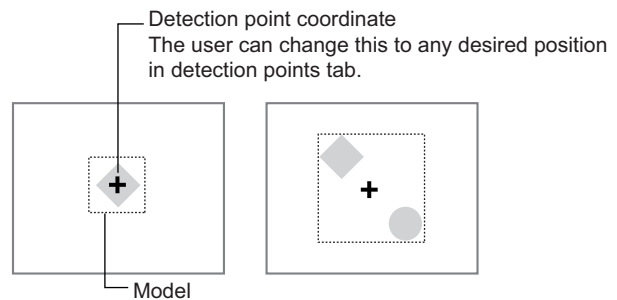 Detection point coordinate
The user can change this to any desired position
in detection points tab.
Model